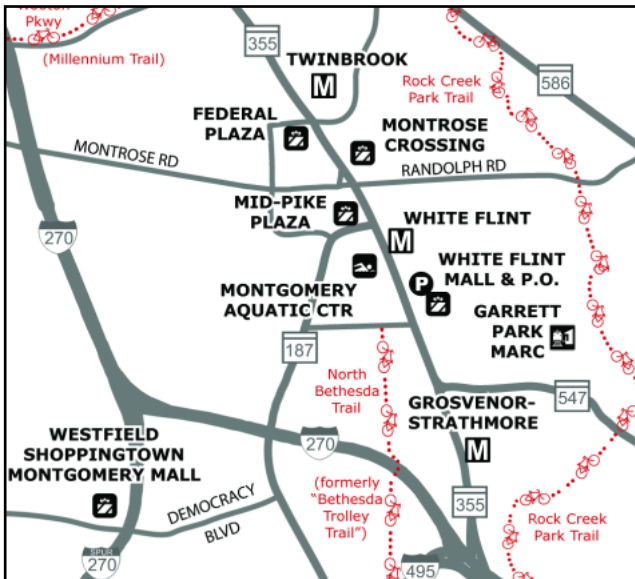 Wootton
Pkwy
(Millennium Trail)
355
TWINBROOK
M
Rock Creek
Park Trail
586
FEDERAL
PLAZA
MONTROSE
CROSSING
MONTROSE RD
RANDOLPH RD
MID-PIKE
PLAZA
WHITE FLINT
M
270
P
WHITE FLINT
MALL & P.O.
MONTGOMERY
AQUATIC CTR
GARRETT
PARK
MARC
187
North
Bethesda
Trail
547
GROSVENOR-
STRATHMORE
M
WESTFIELD
SHOPPINGTOWN
MONTGOMERY MALL
270
(formerly
"Bethesda
Trolley
Trail")
355
DEMOCRACY
BLVD
Rock Creek
Park Trail
SPUR
270
495